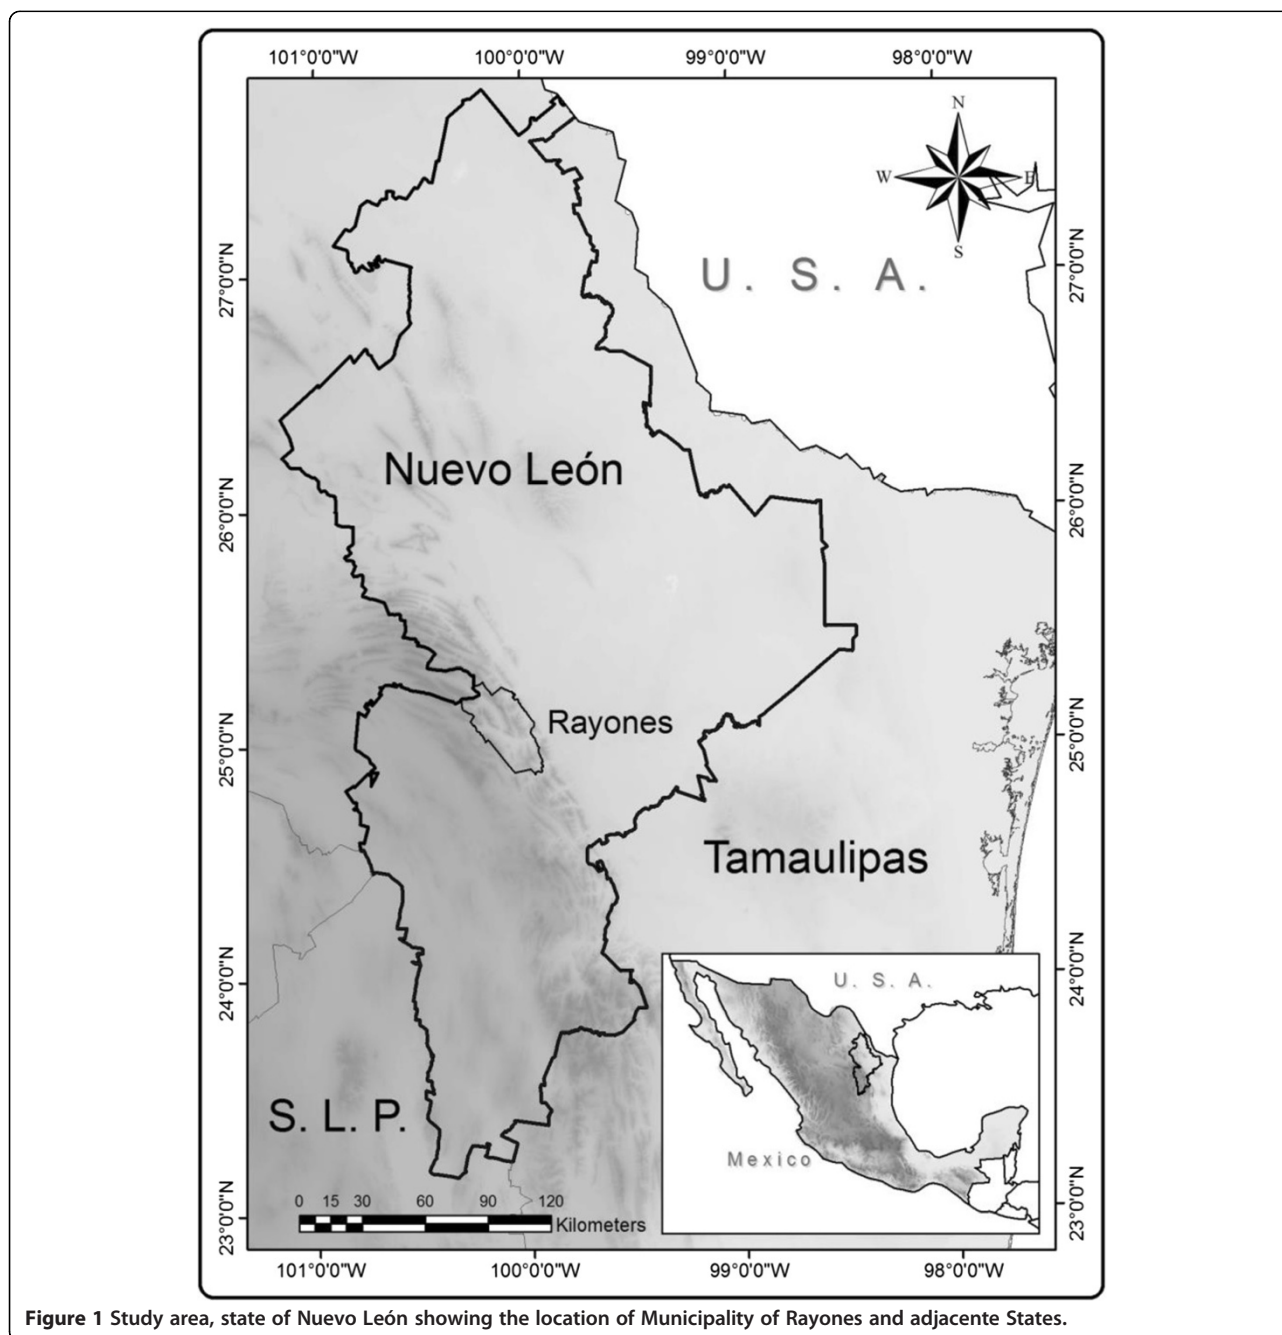 101°0'0"W 100°0'0"W 99°0'0"W 98°0'0"W
N
W E
S
U. S. A.
27°0'0"N 27°0'0"N
Nuevo León
26°0'0"N 26°0'0"N
Rayones
25°0'0"N 25°0'0"N
Tamaulipas
24°0'0"N 24°0'0"N
U. S. A.
S. L. P.
Mexico
0 15 30 60 90 120
Kilometers
23°0'0"N 23°0'0"N
101°0'0"W 100°0'0"W 99°0'0"W 98°0'0"W
Figure 1 Study area, state of Nuevo León showing the location of Municipality of Rayones and adjacente States.